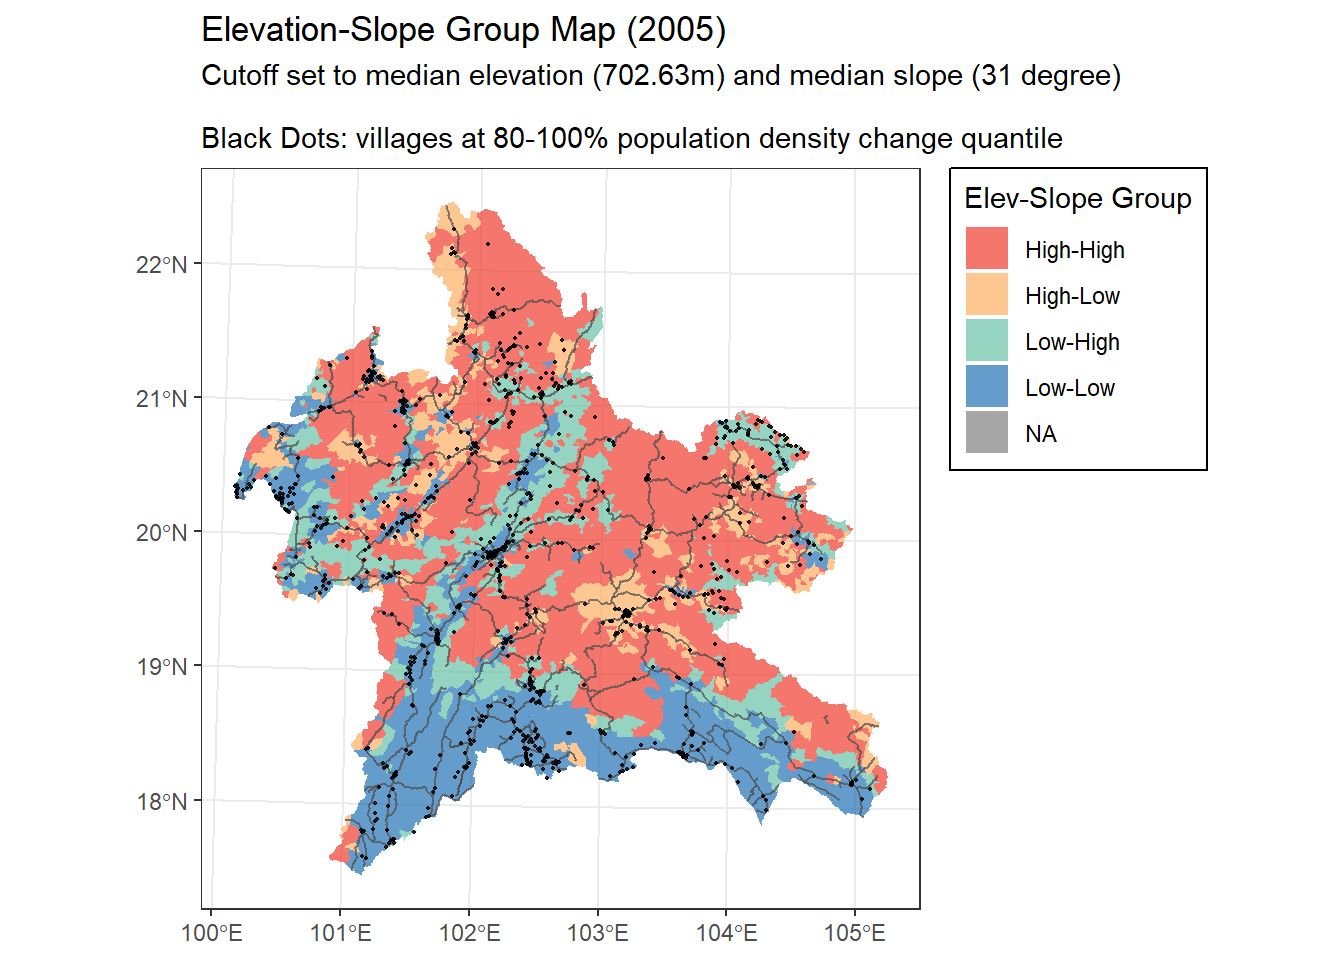 Elevation-Slope Group Map (2005)
Cutoff set to median elevation (702.63m) and median slope (31 degree)
Black Dots: villages at 80-100% population density change quantile
Elev-Slope Group
High-High
High-Low
Low-High
Low-Low
NA
22°N
21°N
20°N
19°N
18°N
100°E
101°E
102°E
103°E
104°E
105°E